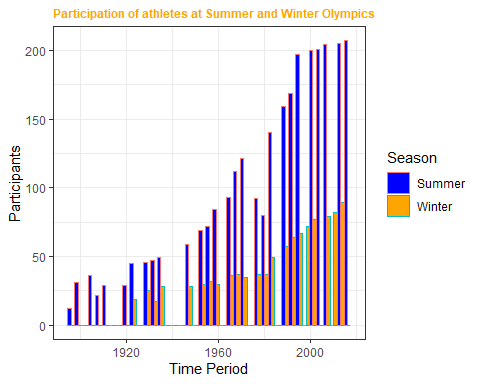 Participation of athletes at Summer and Winter Olympics
200
150
100
50
0
Participants
1920
1960
2000
Time Period
Season
Summer
Winter